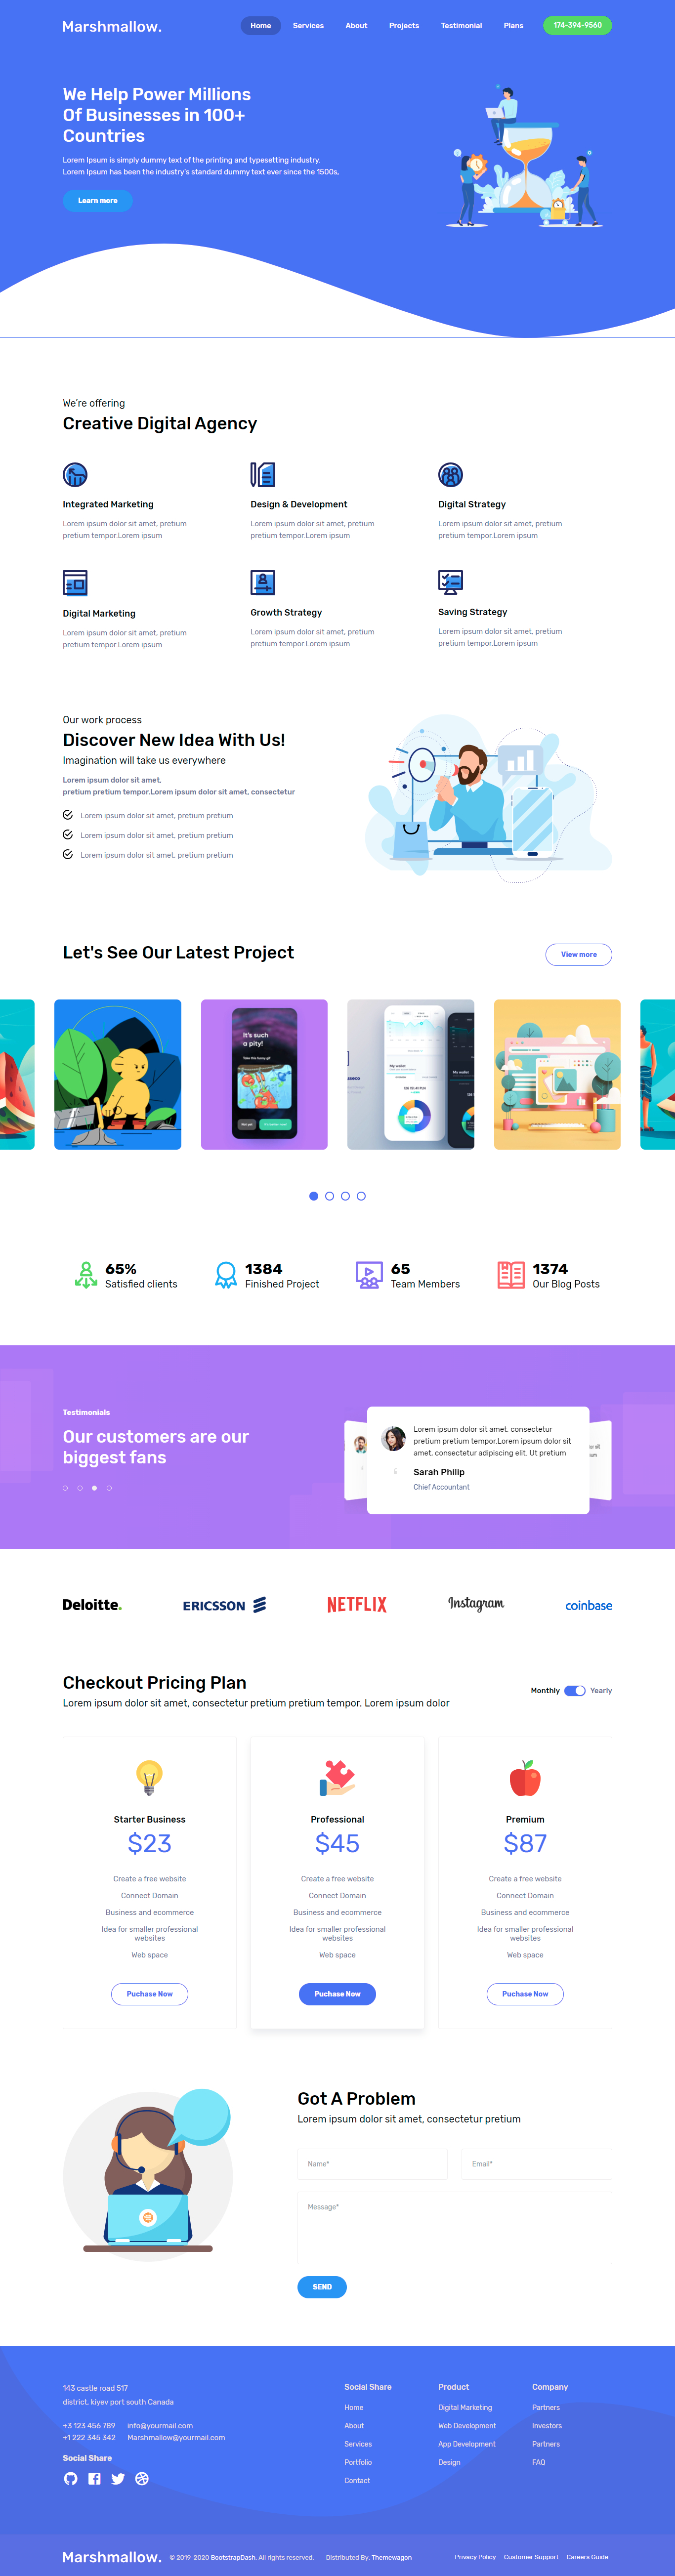 Marshmallow.
Home Services About Projects Testimonial Plans 174-394-9560
We Help Power Millions
Of Businesses in 100+
Countries
Lorem Ipsum is simply dummy text of the printing and typesetting industry.
Lorem Ipsum has been the industry's standard dummy text ever since the 1500s,
Learn more
We're offering
Creative Digital Agency
Integrated Marketing
Lorem ipsum dolor sit amet, pretium
pretium tempor.Lorem ipsum
Design & Development
Lorem ipsum dolor sit amet, pretium
pretium tempor.Lorem ipsum
Digital Strategy
Lorem ipsum dolor sit amet, pretium
pretium tempor.Lorem ipsum
Digital Marketing
Lorem ipsum dolor sit amet, pretium
pretium tempor.Lorem ipsum
Growth Strategy
Lorem ipsum dolor sit amet, pretium
pretium tempor.Lorem ipsum
Saving Strategy
Lorem ipsum dolor sit amet, pretium
pretium tempor.Lorem ipsum
Our work process
Discover New Idea With Us!
Imagination will take us everywhere
Lorem ipsum dolor sit amet,
pretium pretium tempor.Lorem ipsum dolor sit amet, consectetur
Lorem ipsum dolor sit amet, pretium pretium
Lorem ipsum dolor sit amet, pretium pretium
Lorem ipsum dolor sit amet, pretium pretium
Let's See Our Latest Project
View more
It's such
a pity!
Take this funny gif
My wallet
My wallet
65%
Satisfied clients
1384
Finished Project
65
Team Members
1374
Our Blog Posts
Testimonials
Our customers are our
biggest fans
Lorem ipsum dolor sit amet, consectetur
pretium pretium tempor.Lorem ipsum dolor sit
amet, consectetur adipiscing elit. Ut pretium
Sarah Philip
Chief Accountant
Deloitte.
ERICSSON
NETFLIX
Instagram
coinbase
Checkout Pricing Plan
Lorem ipsum dolor sit amet, consectetur pretium pretium tempor. Lorem ipsum dolor
Monthly Yearly
Starter Business
$23
Create a free website
Connect Domain
Business and ecommerce
Idea for smaller professional
websites
Web space
Puchase Now
Professional
$45
Create a free website
Connect Domain
Business and ecommerce
Idea for smaller professional
websites
Web space
Puchase Now
Premium
$87
Create a free website
Connect Domain
Business and ecommerce
Idea for smaller professional
websites
Web space
Puchase Now
Got A Problem
Lorem ipsum dolor sit amet, consectetur pretium
Name*
Email*
Message*
SEND
143 castle road 517
district, kiyev port south Canada
+3 123 456 789 info@yourmail.com
+1 222 345 342 Marshmallow@yourmail.com
Social Share
Social Share
Home
About
Services
Portfolio
Contact
Product
Digital Marketing
Web Development
App Development
Design
Company
Partners
Investors
Partners
FAQ
Marshmallow.
© 2019-2020 BootstrapDash. All rights reserved. Distributed By: Themewagon
Privacy Policy Customer Support Careers Guide